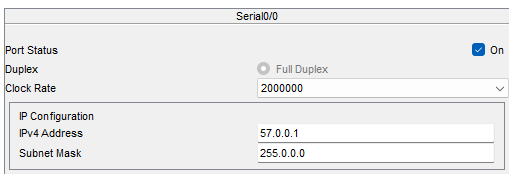 Serial0/0
Port Status On
Duplex Full Duplex
Clock Rate 2000000
IP Configuration
IPv4 Address 57.0.0.1
Subnet Mask 255.0.0.0